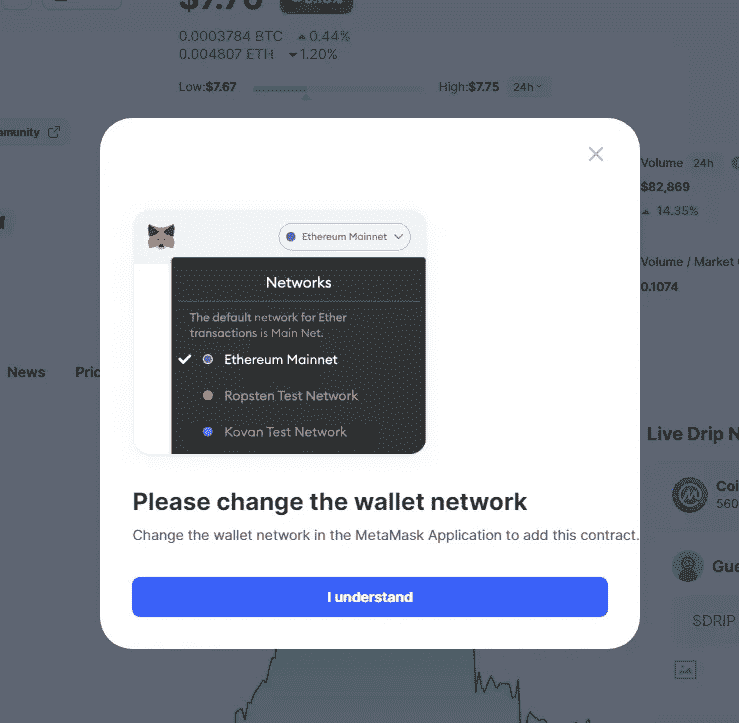 $7.70
0.0003784 BTC 0.44%
0.004807 ETH 1.20%
Low:$7.67 High:$7.75 24h
Volume 24h
$82,869
14.35%
Volume / Market
0.1074
Ethereum Mainnet
Networks
The default network for Ether
transactions is Main Net.
Ethereum Mainnet
Ropsten Test Network
Kovan Test Network
News
Please change the wallet network
Change the wallet network in the MetaMask Application to add this contract.
I understand
Live Drip N
Coi
560
Gue
$DRIP